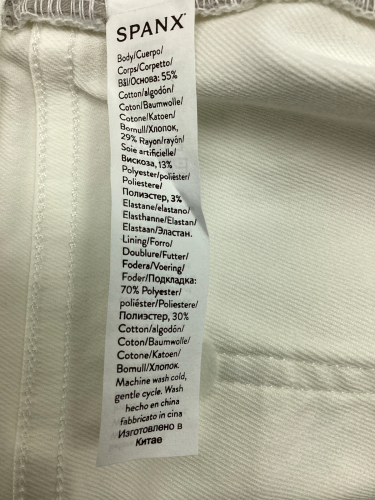 SPANX
Body/Cuerpo/
Corps/Corpetto/
Bål/Основа: 55%
Cotton/algodón/
Coton/Baumwolle/
Cotone/Katoen/
Bomull/Хлопок,
29% Rayon/rayón/
Soie artificielle/
Вискоза, 13%
Polyester/poliéster/
Poliestere/
Полиэстер, 3%
Elastane/elastano/
Elasthanne/Elastan/
Elastaan/Эластан.
Lining/Forro/
Doublure/Futter/
Fodera/Voering/
Foder/Подкладка:
70% Polyester/
poliéster/Poliestere/
Полиэстер, 30%
Cotton/algodón/
Coton/Baumwolle/
Cotone/Katoen/
Bomull/Хлопок.
Machine wash cold,
gentle cycle. Wash
hecho en china
fabbricato in cina
Изготовлено в
Китае